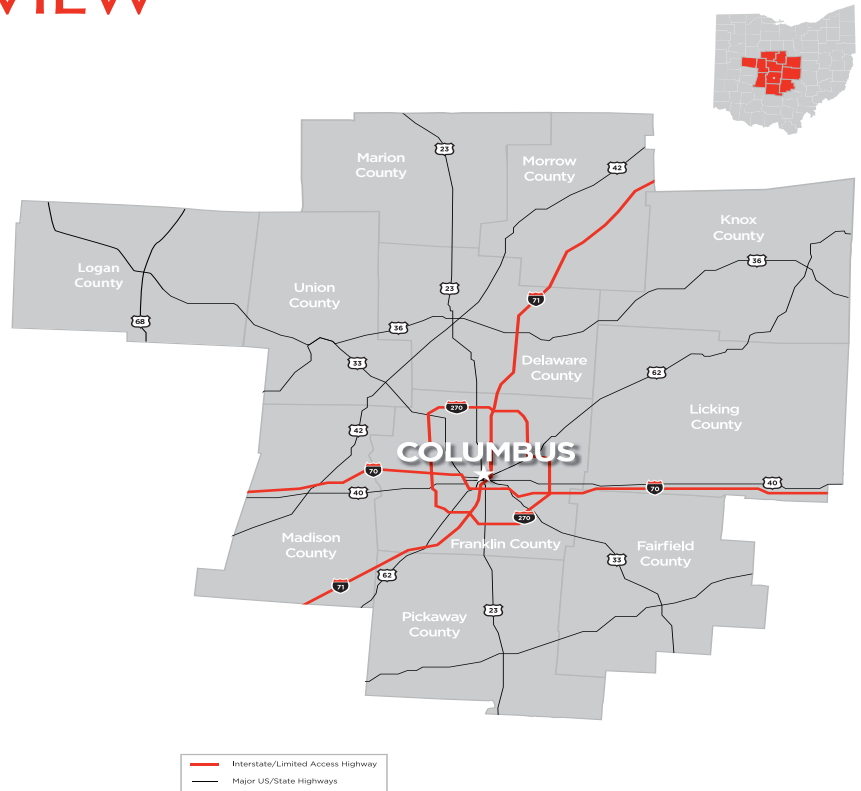 Marion
County
23
Morrow
County
42
Knox
County
Logan
County
36
Union
County
23
71
68
36
33
Delaware
County
62
270
Licking
County
42
COLUMBUS
70
40
40
70
270
Madison
County
Franklin County
Fairfield
County
33
62
71
23
Pickaway
County
Interstate/Limited Access Highway
Major US/State Highways